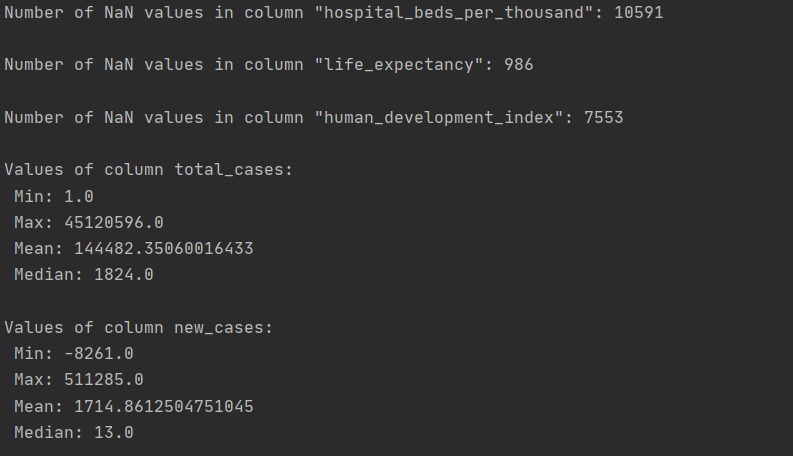 Number of NaN values in column "hospital_beds_per_thousand": 10591
Number of NaN values in column "life_expectancy": 986
Number of NaN values in column "human_development_index": 7553
Values of column total_cases:
Min: 1.0
Max: 45120596.0
Mean: 144482.35060016433
Median: 1824.0
Values of column new_cases:
Min: -8261.0
Max: 511285.0
Mean: 1714.8612504751045
Median: 13.0